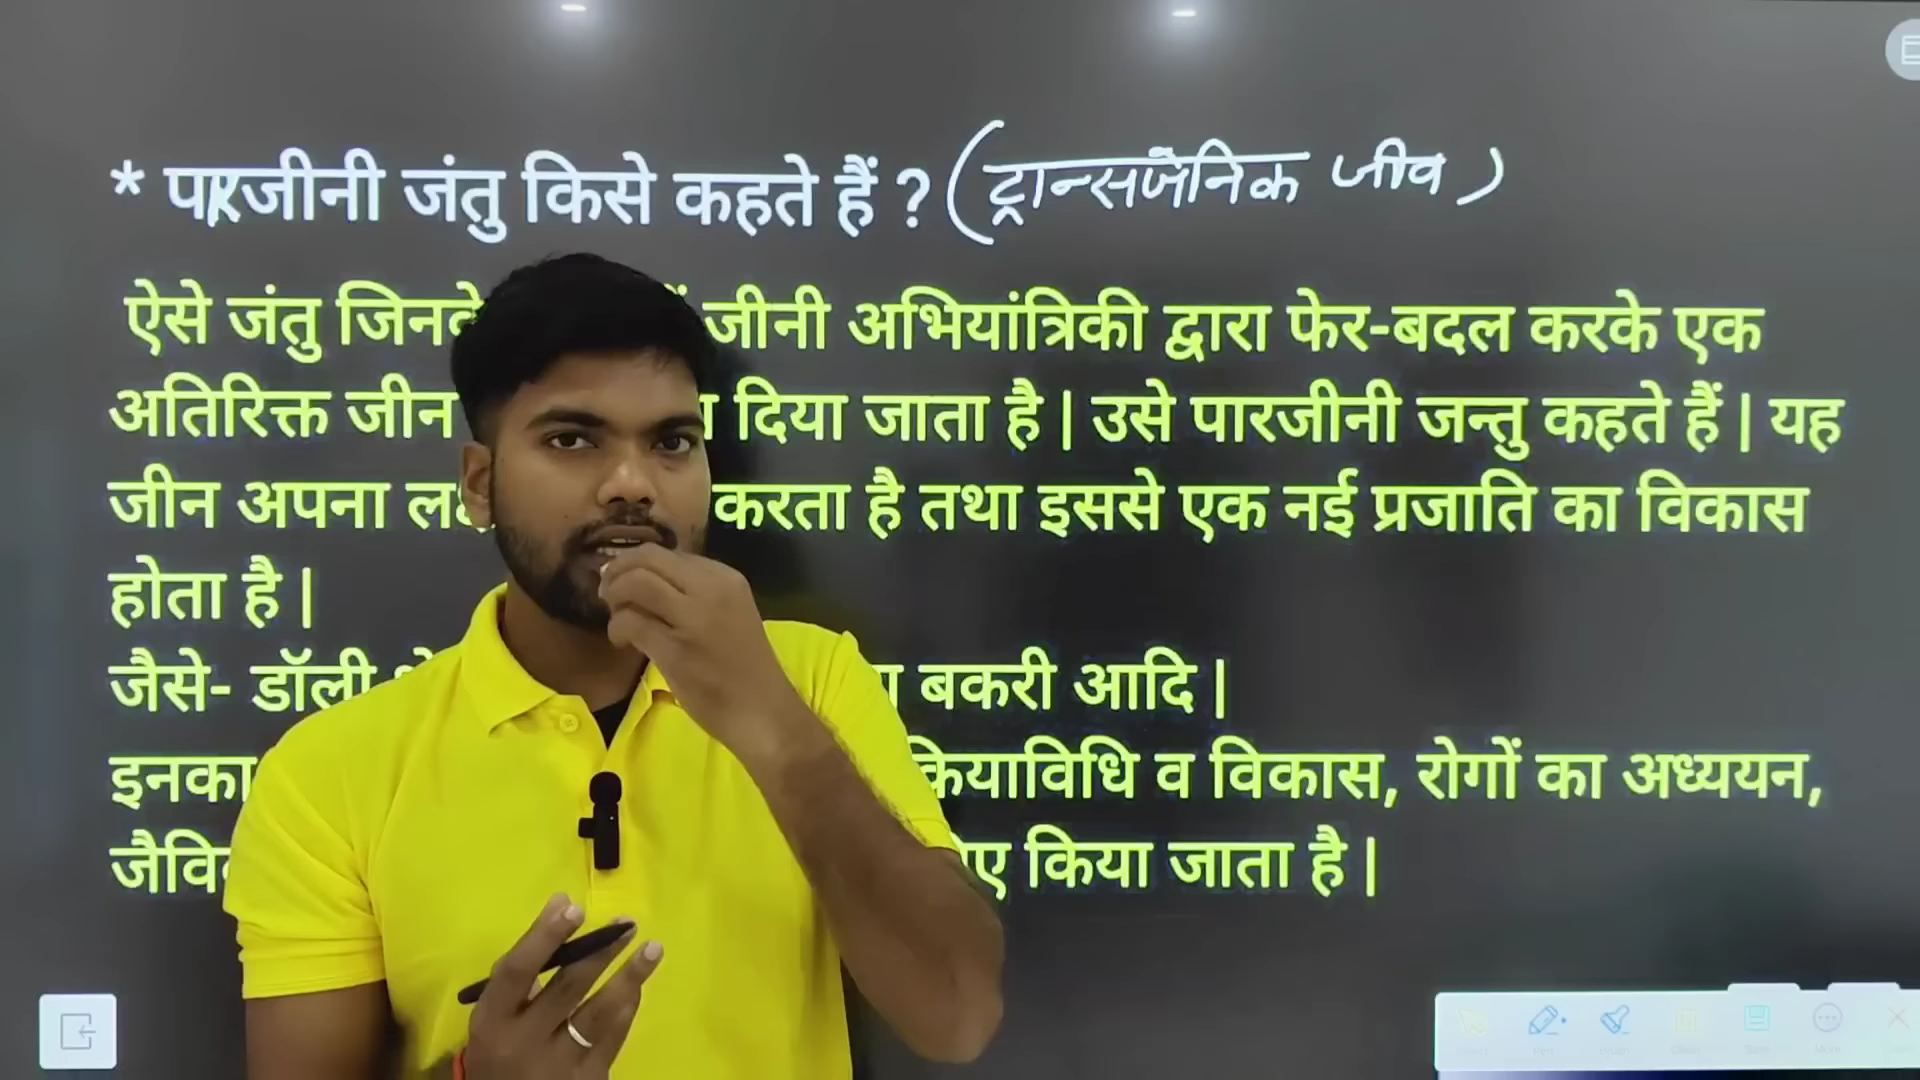 * पारजीनी जंतु किसे कहते हैं ? (ट्रान्सजेनिक जीव)
ऐसे जंतु जीनी अभियांत्रिकी द्वारा फेर-बदल करके एक
अतिरिक्त जीन दिया जाता है | उसे पारजीनी जन्तु कहते हैं | यह
जीन अपना करता है तथा इससे एक नई प्रजाति का विकास
होता है |
जैसे- डॉली बकरी आदि |
इनका व विकास, रोगों का अध्ययन,
किया जाता है |